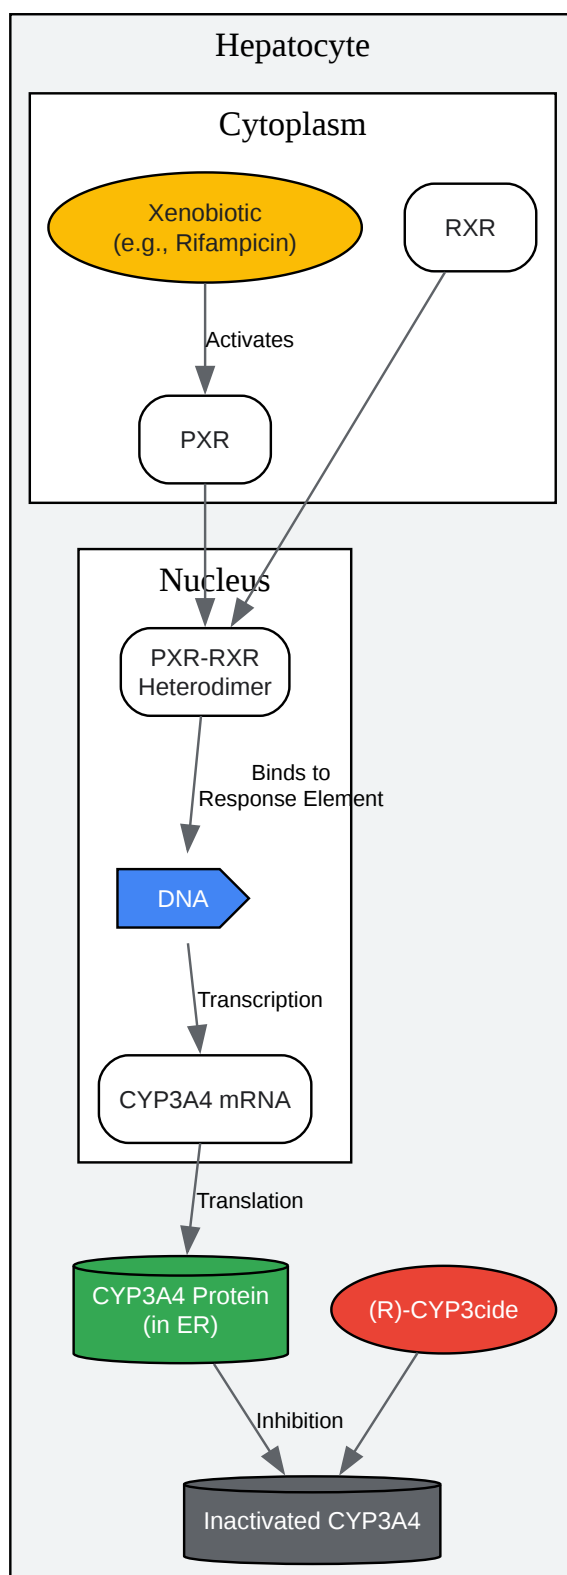 Hepatocyte
Cytoplasm
Xenobiotic
(e.g., Rifampicin)
RXR
Activates
PXR
Nucleus
PXR-RXR
Heterodimer
Binds to
Response Element
DNA
Transcription
CYP3A4 mRNA
Translation
CYP3A4 Protein
(in ER)
(R)-CYP3cide
Inhibition
Inactivated CYP3A4